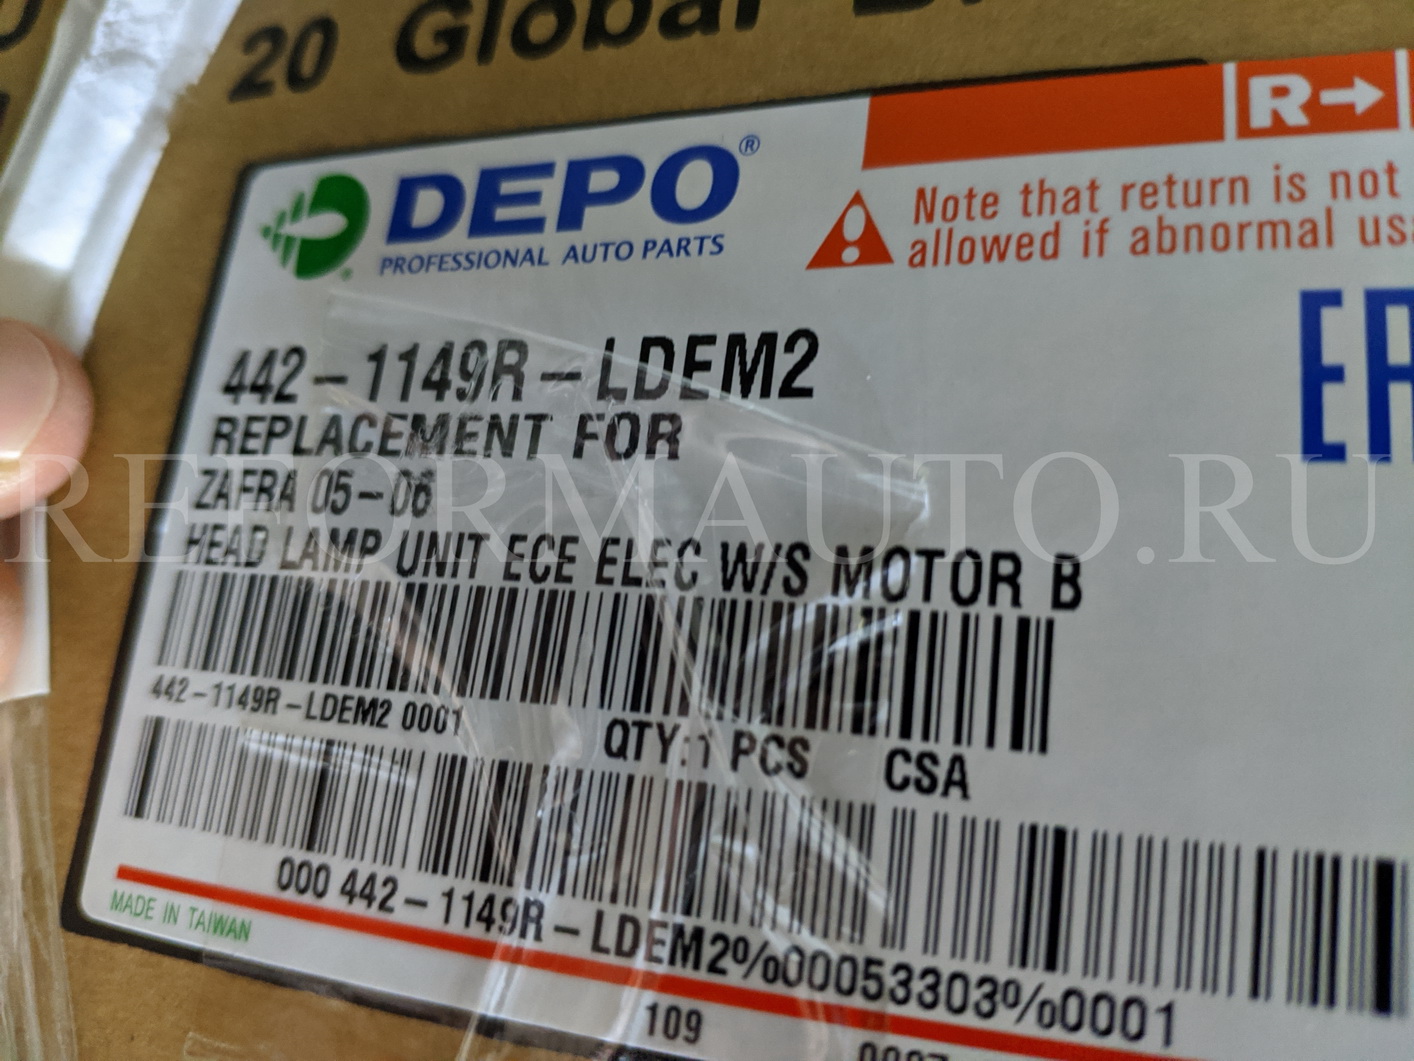 20 Global
R→
DEPO®
PROFESSIONAL AUTO PARTS
Note that return is not
allowed if abnormal
442-1149R-LDEM2
REPLACEMENT FOR
ZAFRA 05-06
HEAD LAMP UNIT ECE ELEC W/S MOTOR B
REFORMAUTO.RU
442-1149R-LDEM2 0001
QTY:1 PCS CSA
000 442-1149R-LDEM2%00053303%0001
MADE IN TAIWAN
109